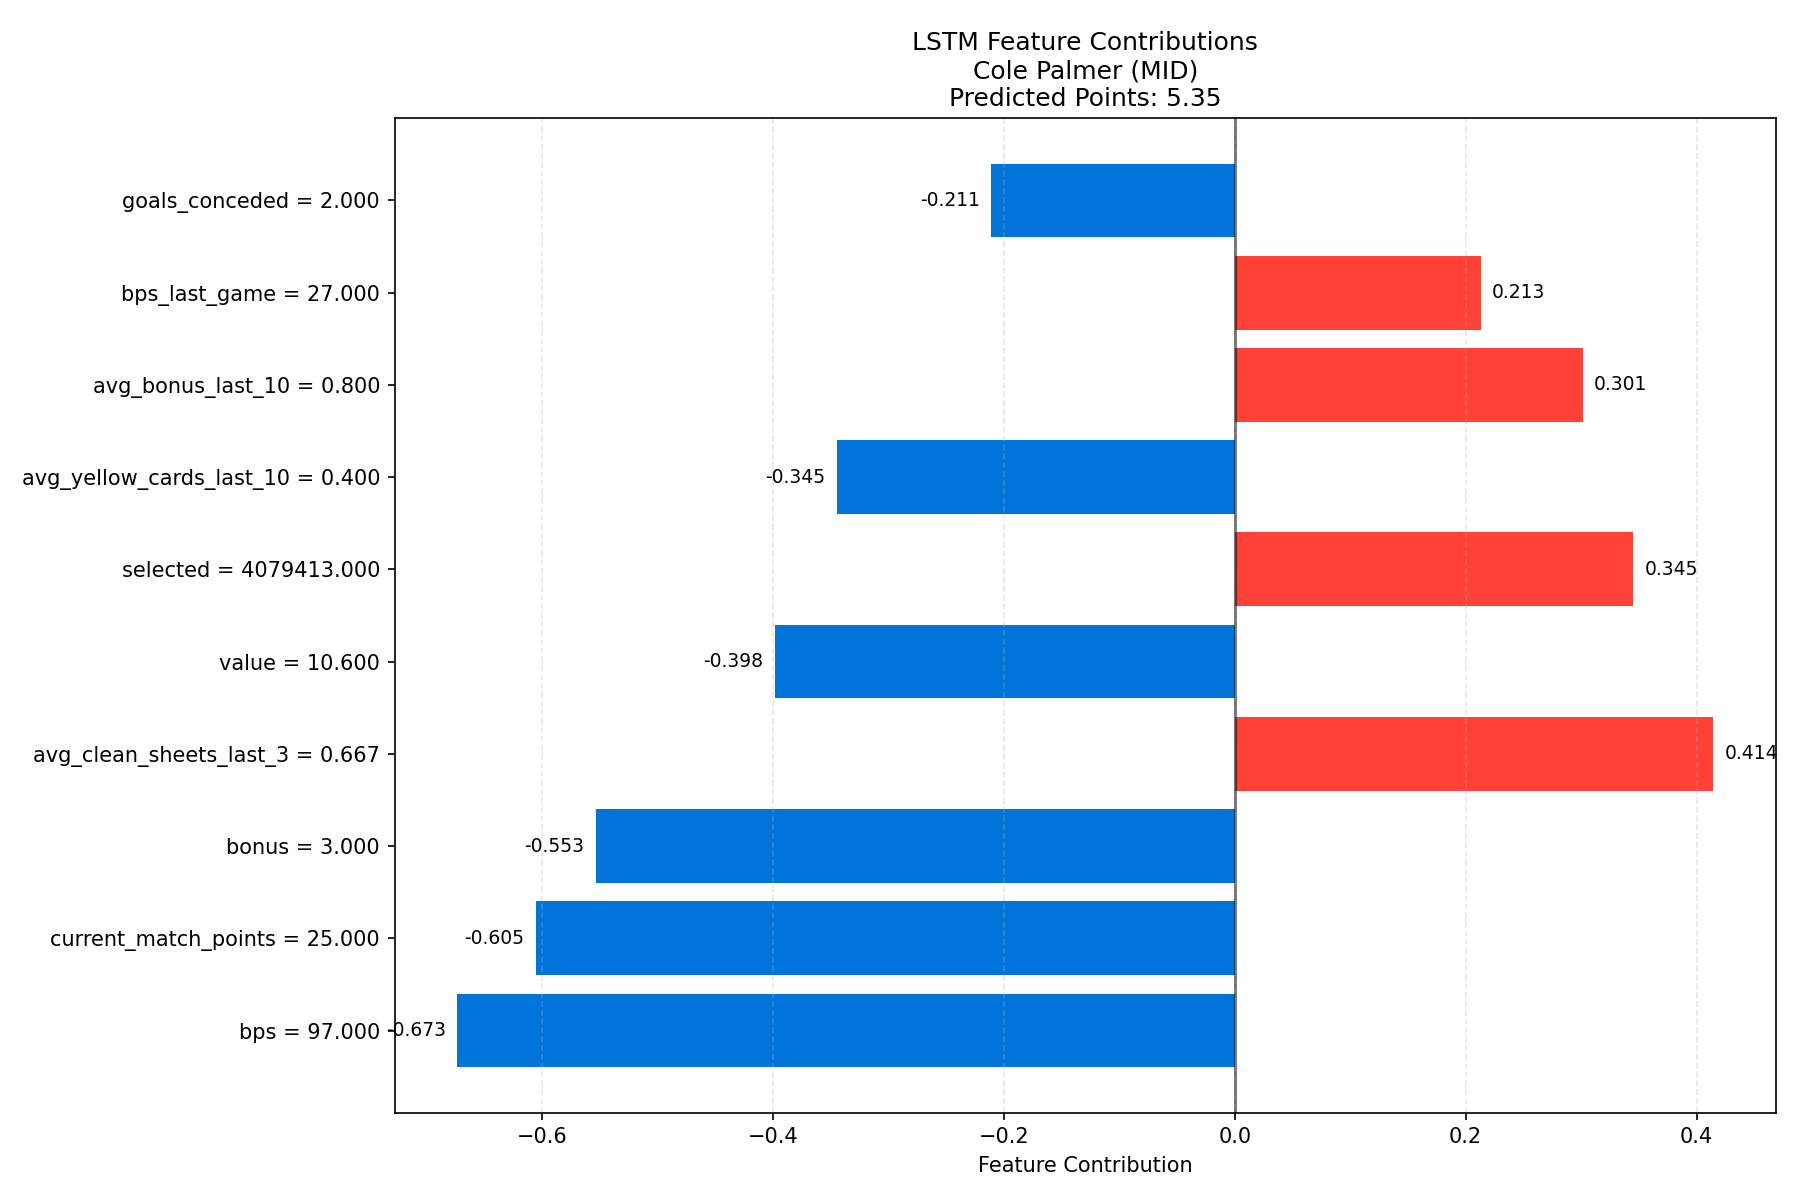 LSTM Feature Contributions
Cole Palmer (MID)
Predicted Points: 5.35
goals_conceded = 2.000
-0.211
bps_last_game = 27.000
0.213
avg_bonus_last_10 = 0.800
0.301
avg_yellow_cards_last_10 = 0.400
-0.345
selected = 4079413.000
0.345
value = 10.600
-0.398
avg_clean_sheets_last_3 = 0.667
0.414
bonus = 3.000
-0.553
current_match_points = 25.000
-0.605
bps = 97.000
-0.673
−0.6 −0.4 −0.2 0.0 0.2 0.4
Feature Contribution